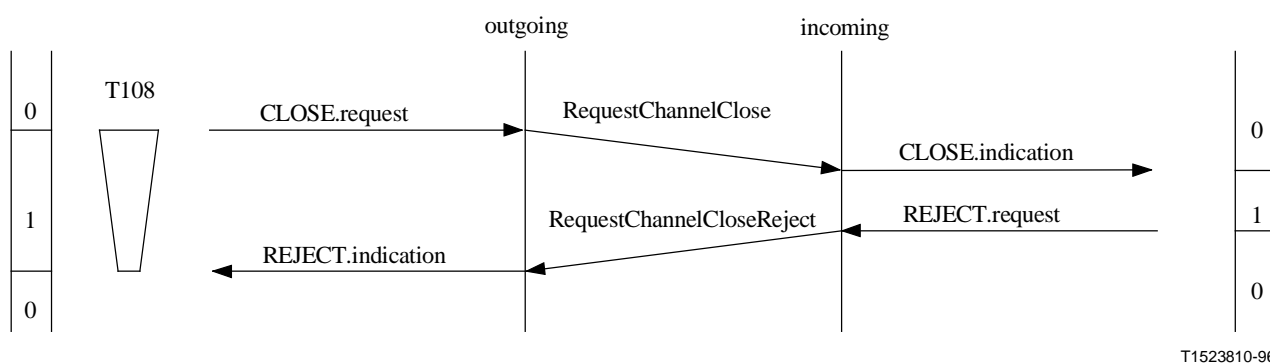 outgoing
incoming
T108
0
CLOSE.request
RequestChannelClose
0
CLOSE.indication
1
RequestChannelCloseReject
REJECT.request
1
REJECT.indication
0
0
T1523810-96